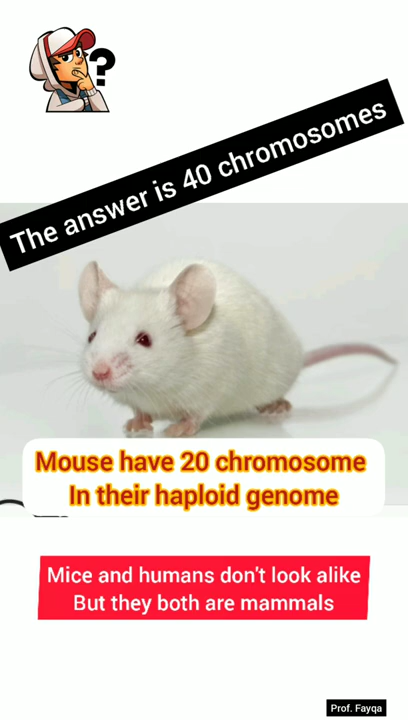 ?
The answer is 40 chromosomes
Mouse have 20 chromosome
In their haploid genome
Mice and humans don't look alike
But they both are mammals
Prof. Fayqa